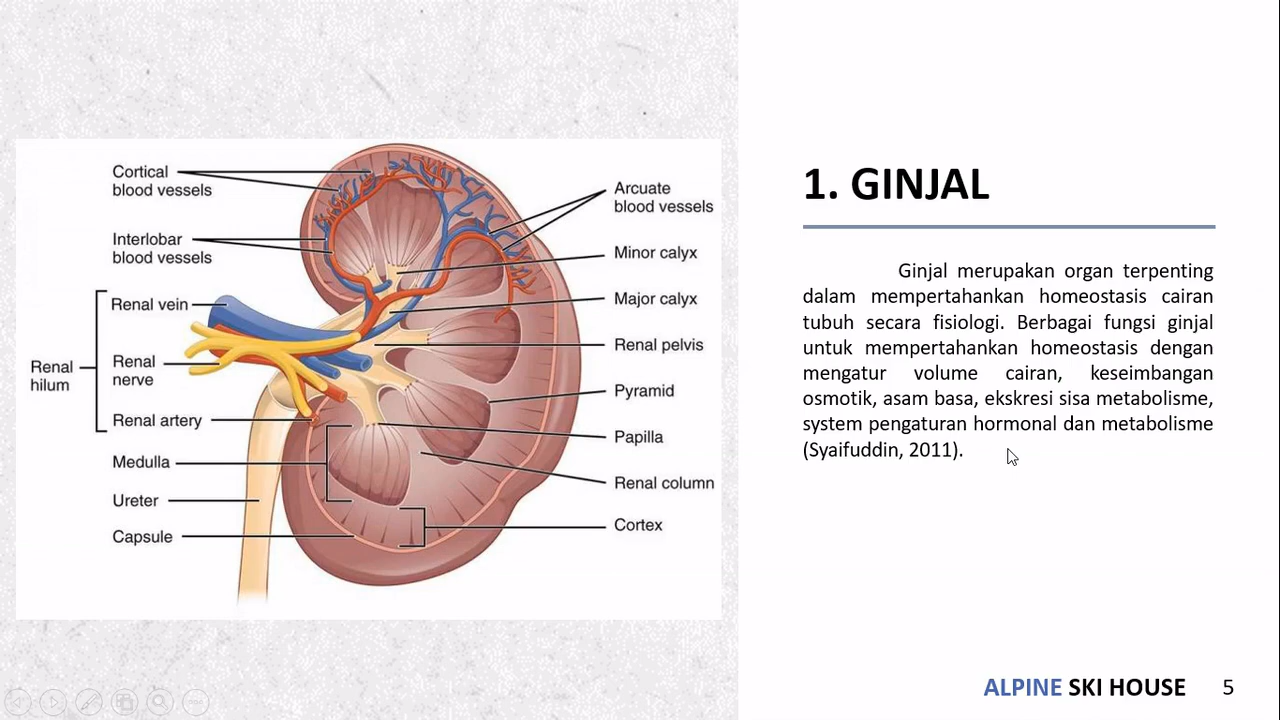 Cortical
blood vessels
Interlobar
blood vessels
Renal vein
Renal
hilum
Renal
nerve
Renal artery
Medulla
Ureter
Capsule
Arcuate
blood vessels
Minor calyx
Major calyx
Renal pelvis
Pyramid
Papilla
Renal column
Cortex
1. GINJAL
Ginjal merupakan organ terpenting
dalam mempertahankan homeostasis cairan
tubuh secara fisiologi. Berbagai fungsi ginjal
untuk mempertahankan homeostasis dengan
mengatur volume cairan, keseimbangan
osmotik, asam basa, ekskresi sisa metabolisme,
system pengaturan hormonal dan metabolisme
(Syaifuddin, 2011).
ALPINE SKI HOUSE 5